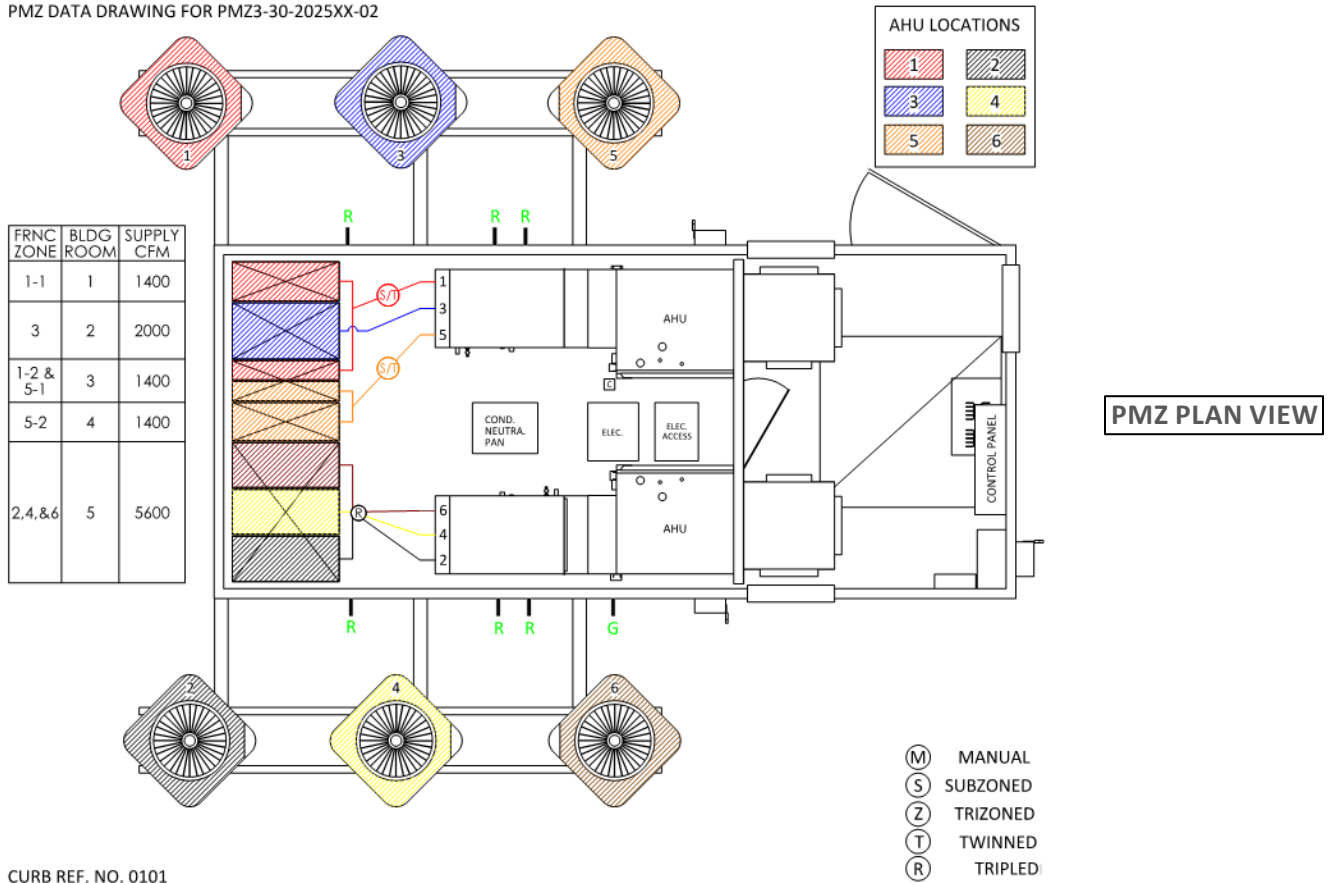 PMZ DATA DRAWING FOR PMZ3-30-2025XX-02
AHU LOCATIONS
1 2
3 4
5 6
1 3 5
R R R
FRNC ZONE BLDG ROOM SUPPLY CFM
1-1 1 1400
3 2 2000
1-2 & 5-1 3 1400
5-2 4 1400
2,4,&6 5 5600
S/T
S/T
1
3
5
AHU
C
COND.
NEUTRA.
PAN
ELEC.
ELEC.
ACCESS
CONTROL PANEL
PMZ PLAN VIEW
R
6
4
2
AHU
R R R G
2 4 6
M MANUAL
S SUBZONED
Z TRIZONED
T TWINNED
R TRIPLED
CURB REF. NO. 0101